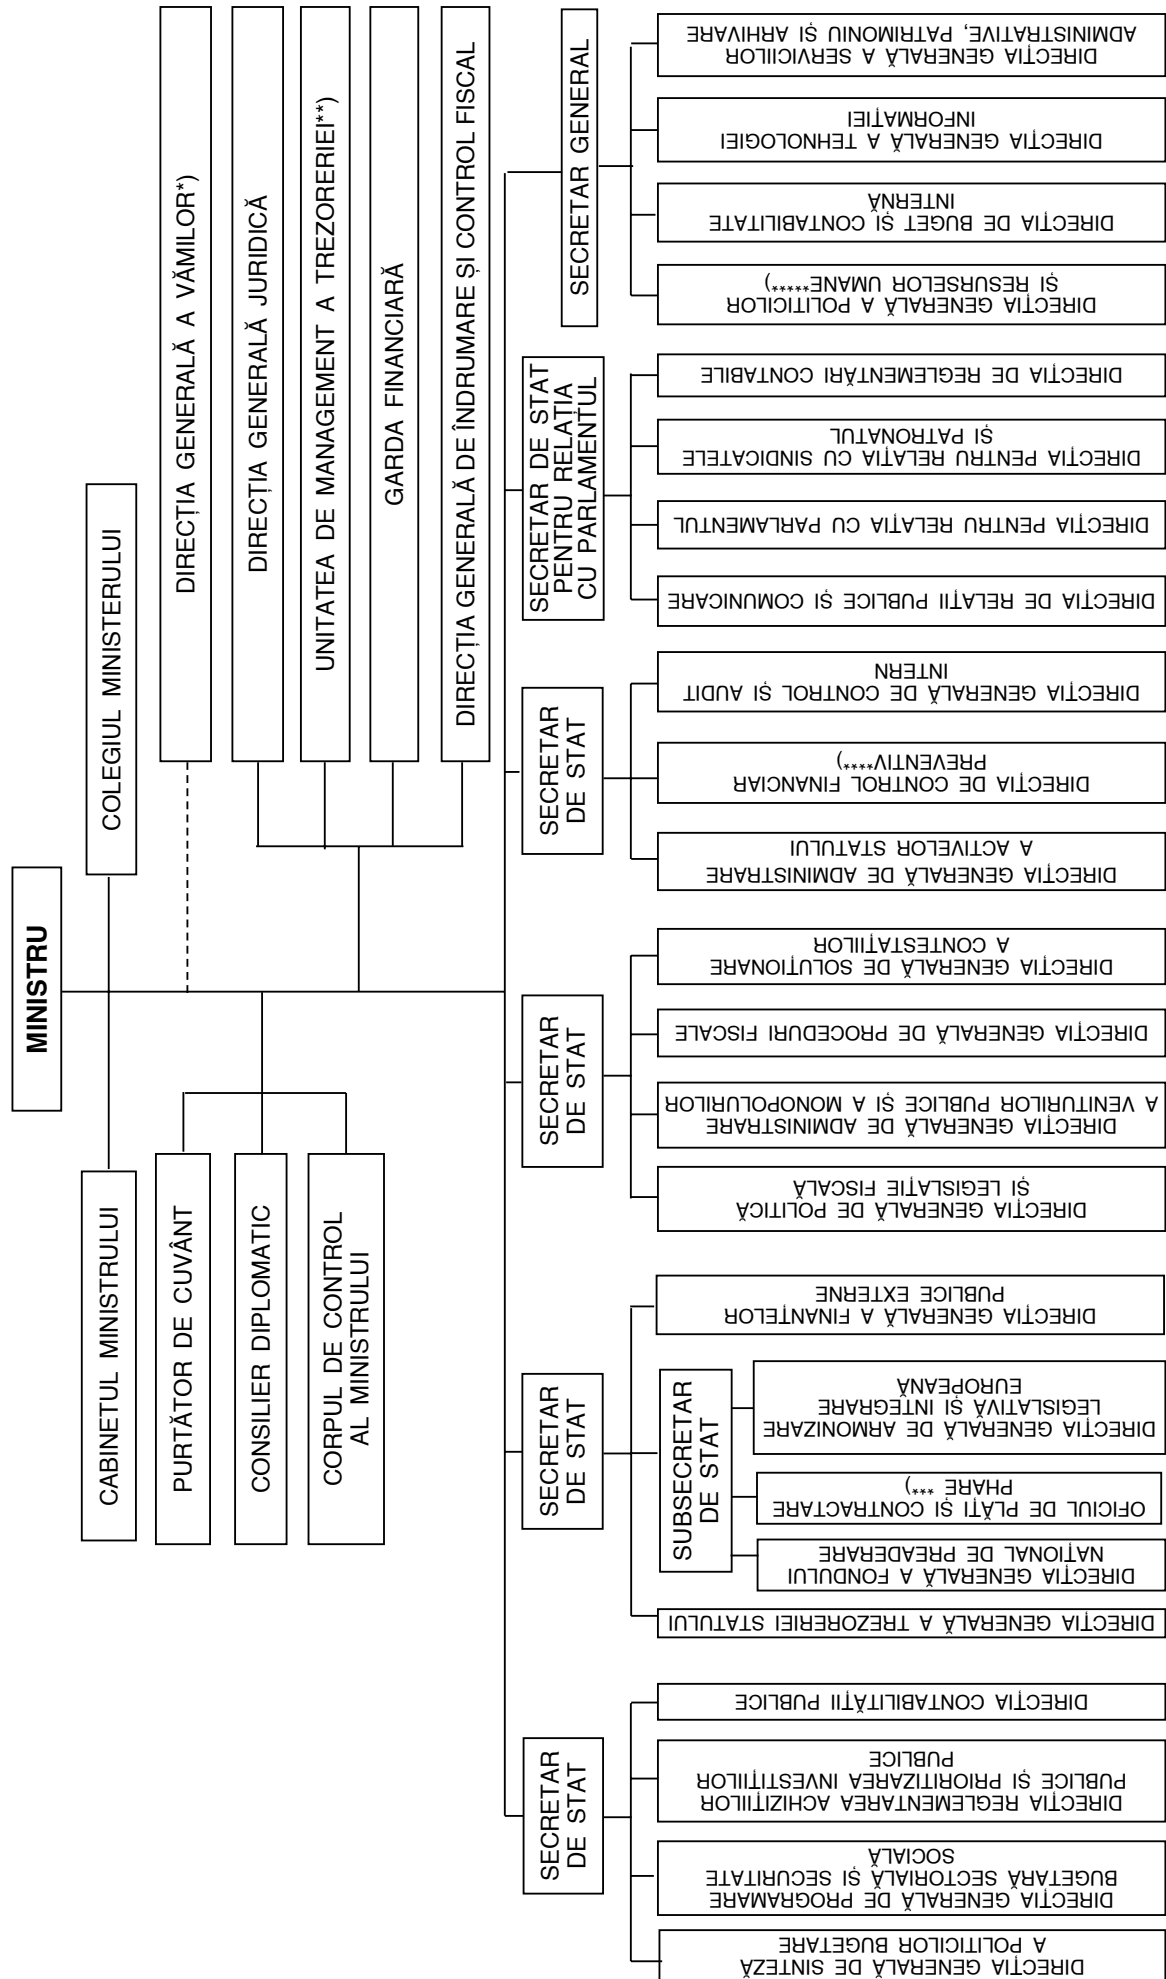 MINISTRU
CABINETUL MINISTRULUI
COLEGIUL MINISTERULUI
PURTĂTOR DE CUVÂNT
CONSILIER DIPLOMATIC
CORPUL DE CONTROL
AL MINISTRULUI
DIRECȚIA GENERALĂ A VĂMILOR*)
DIRECȚIA GENERALĂ JURIDICĂ
UNITATEA DE MANAGEMENT A TREZORERIEI**)
GARDA FINANCIARĂ
DIRECȚIA GENERALĂ DE ÎNDRUMARE ȘI CONTROL FISCAL
SECRETAR
DE STAT
DIRECȚIA GENERALĂ DE SINTEZĂ
A POLITICILOR BUGETARE
DIRECȚIA GENERALĂ DE PROGRAMARE
BUGETARĂ SECTORIALĂ ȘI SECURITATE
SOCIALĂ
DIRECȚIA REGLEMENTAREA ACHIZIȚIILOR
PUBLICE ȘI PRIORITIZAREA INVESTIȚIILOR
PUBLICE
DIRECȚIA CONTABILITĂȚII PUBLICE
SECRETAR
DE STAT
DIRECȚIA GENERALĂ A TREZORERIEI STATULUI
SUBSECRETAR
DE STAT
DIRECȚIA GENERALĂ A FONDULUI
NAȚIONAL DE PREADERARE
OFICIUL DE PLĂȚI ȘI CONTRACTARE
PHARE ***)
DIRECȚIA GENERALĂ DE ARMONIZARE
LEGISLATIVĂ ȘI INTEGRARE
EUROPEANĂ
DIRECȚIA GENERALĂ A FINANȚELOR
PUBLICE EXTERNE
SECRETAR
DE STAT
DIRECȚIA GENERALĂ DE POLITICĂ
ȘI LEGISLAȚIE FISCALĂ
DIRECȚIA GENERALĂ DE ADMINISTRARE
A VENITURILOR PUBLICE ȘI A MONOPOLURILOR
DIRECȚIA GENERALĂ DE PROCEDURI FISCALE
DIRECȚIA GENERALĂ DE SOLUȚIONARE
A CONTESTAȚIILOR
SECRETAR
DE STAT
DIRECȚIA GENERALĂ DE ADMINISTRARE
A ACTIVELOR STATULUI
DIRECȚIA DE CONTROL FINANCIAR
PREVENTIV****)
DIRECȚIA GENERALĂ DE CONTROL ȘI AUDIT
INTERN
SECRETAR DE STAT
PENTRU RELAȚIA
CU PARLAMENTUL
DIRECȚIA DE RELAȚII PUBLICE ȘI COMUNICARE
DIRECȚIA PENTRU RELAȚIA CU PARLAMENTUL
DIRECȚIA PENTRU RELAȚIA CU SINDICATELE
ȘI PATRONATUL
DIRECȚIA DE REGLEMENTĂRI CONTABILE
SECRETAR GENERAL
DIRECȚIA GENERALĂ A POLITICILOR
ȘI RESURSELOR UMANE*****)
DIRECȚIA DE BUGET ȘI CONTABILITATE
INTERNĂ
DIRECȚIA GENERALĂ A TEHNOLOGIEI
INFORMAȚIEI
DIRECȚIA GENERALĂ A SERVICIILOR
ADMINISTRATIVE, PATRIMONIU ȘI ARHIVARE